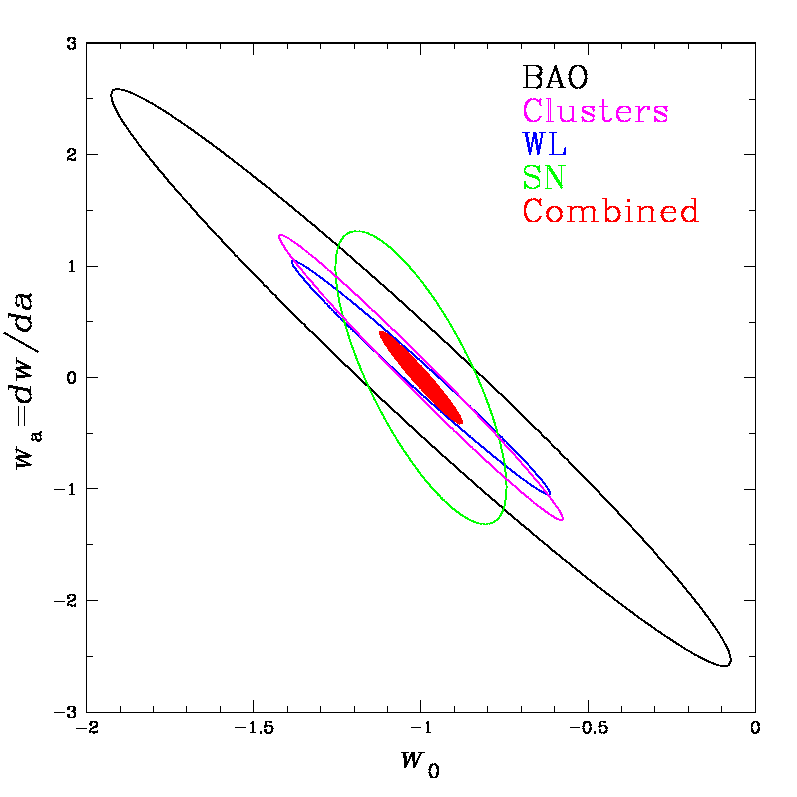 BAO
Clusters
WL
SN
Combined
3
2
1
0
-1
-2
-3
-2
-1.5
-1
-0.5
0
w_a=dw/da
w_0